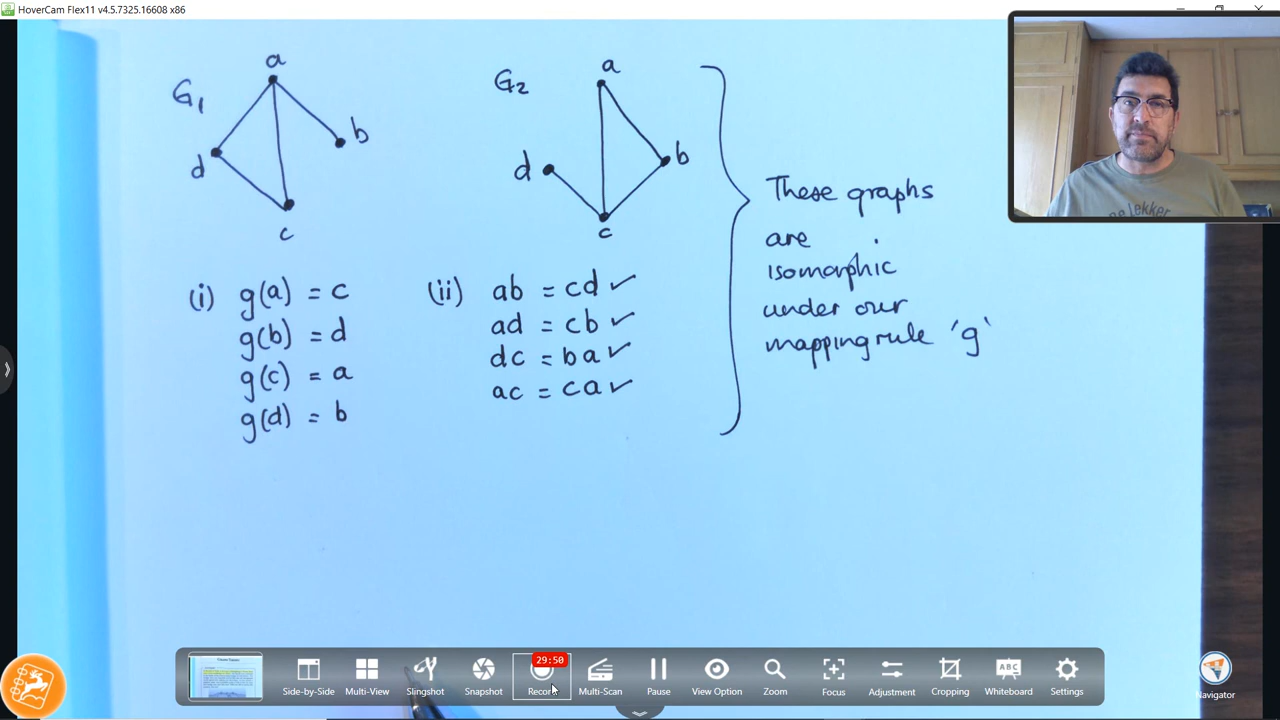 HoverCam Flex11 v4.5.7325.16608 x86
G1
a
b
c
d
G2
a
b
c
d
(i) g(a) = c
g(b) = d
g(c) = a
g(d) = b
(ii) ab = cd ✓
ad = cb ✓
dc = ba ✓
ac = ca ✓
These graphs
are
isomorphic
under our
mapping rule 'g'
Lekker
29:50
Side-by-Side
Multi-View
Slingshot
Snapshot
Multi-Scan
Pause
View Option
Zoom
Focus
Adjustment
Cropping
ABC
Whiteboard
Settings
Navigator